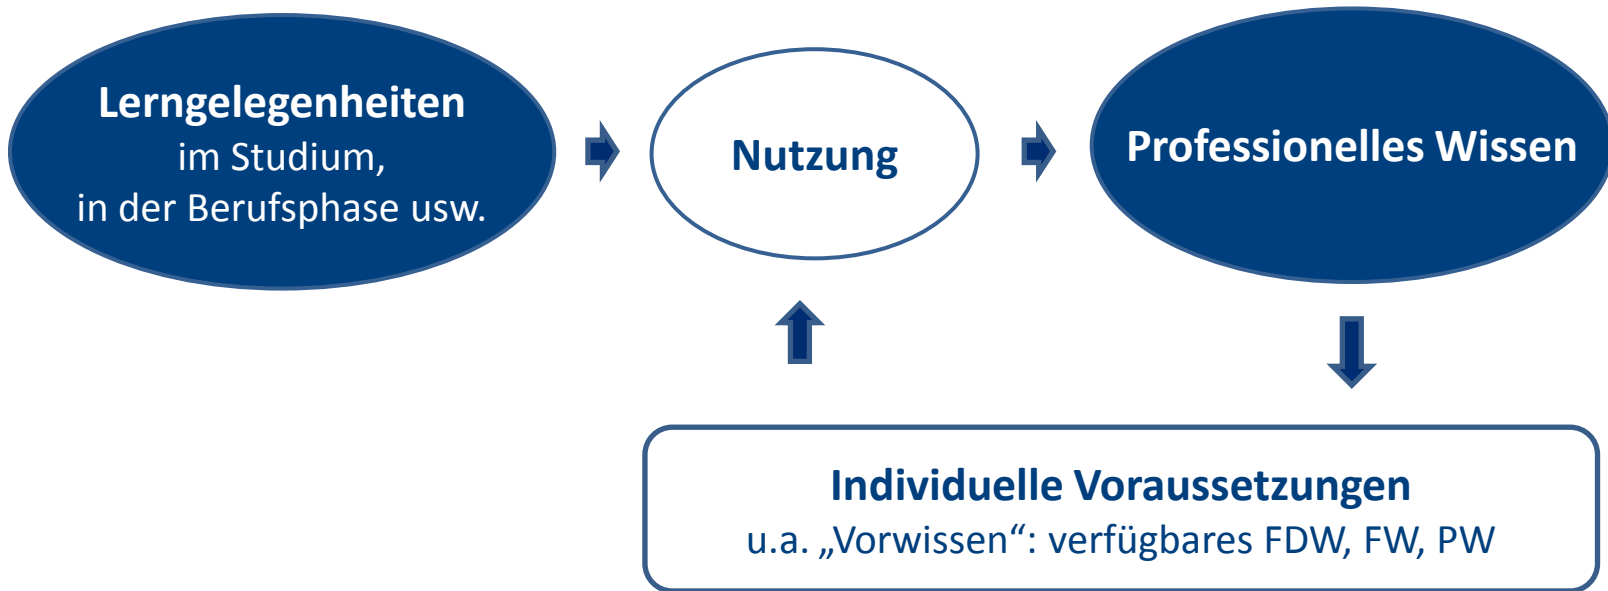 Lerngelegenheiten
im Studium,
in der Berufsphase usw.
Nutzung
Professionelles Wissen
Individuelle Voraussetzungen
u.a. „Vorwissen“: verfügbares FDW, FW, PW